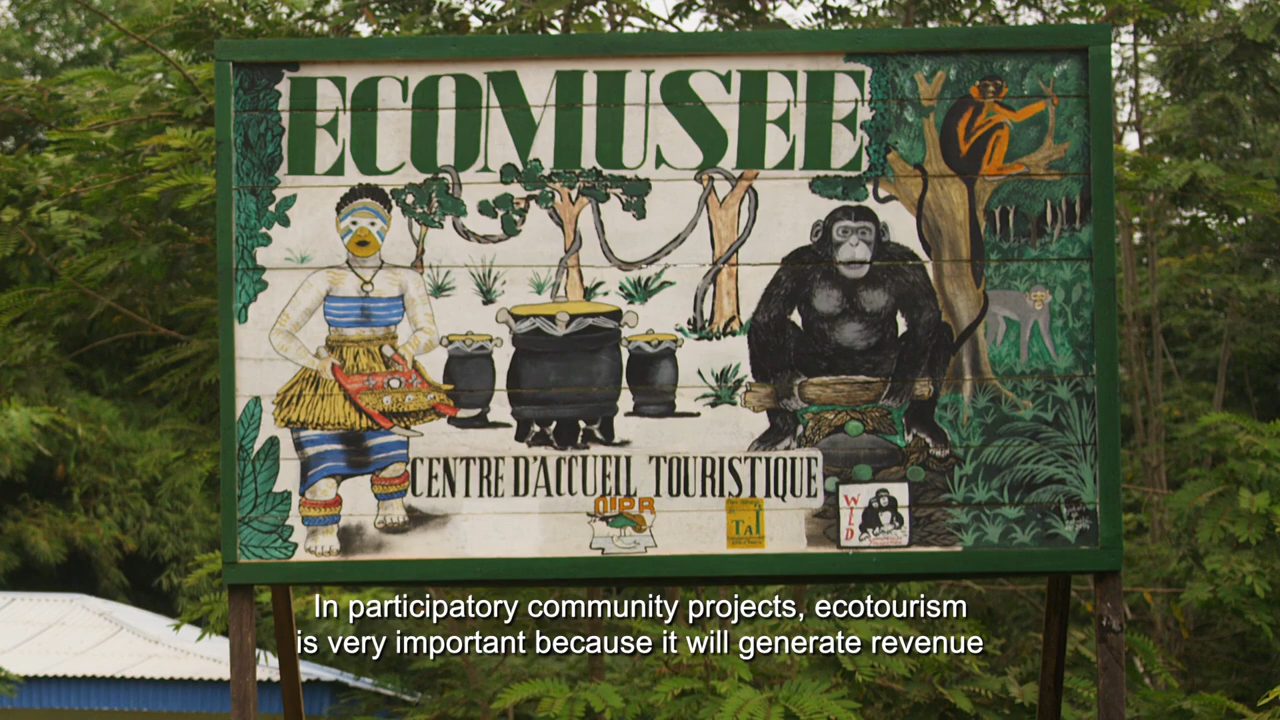 ECOMUSEE
CENTRE D'ACCUEIL TOURISTIQUE
OIPR
TAÏ
WILD
In participatory community projects, ecotourism
is very important because it will generate revenue